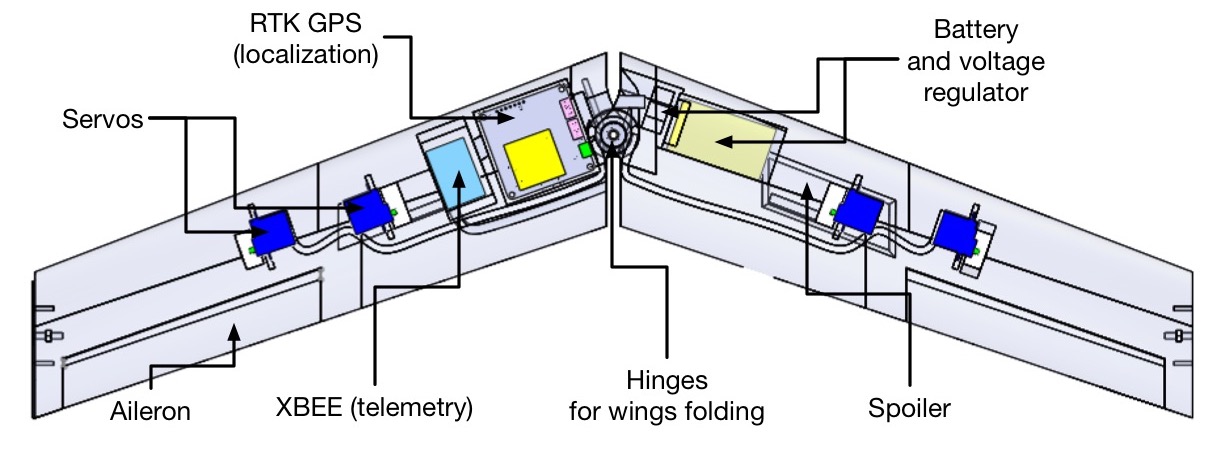 RTK GPS
(localization)
Battery
and voltage
regulator
Servos
Aileron
XBEE (telemetry)
Hinges
for wings folding
Spoiler